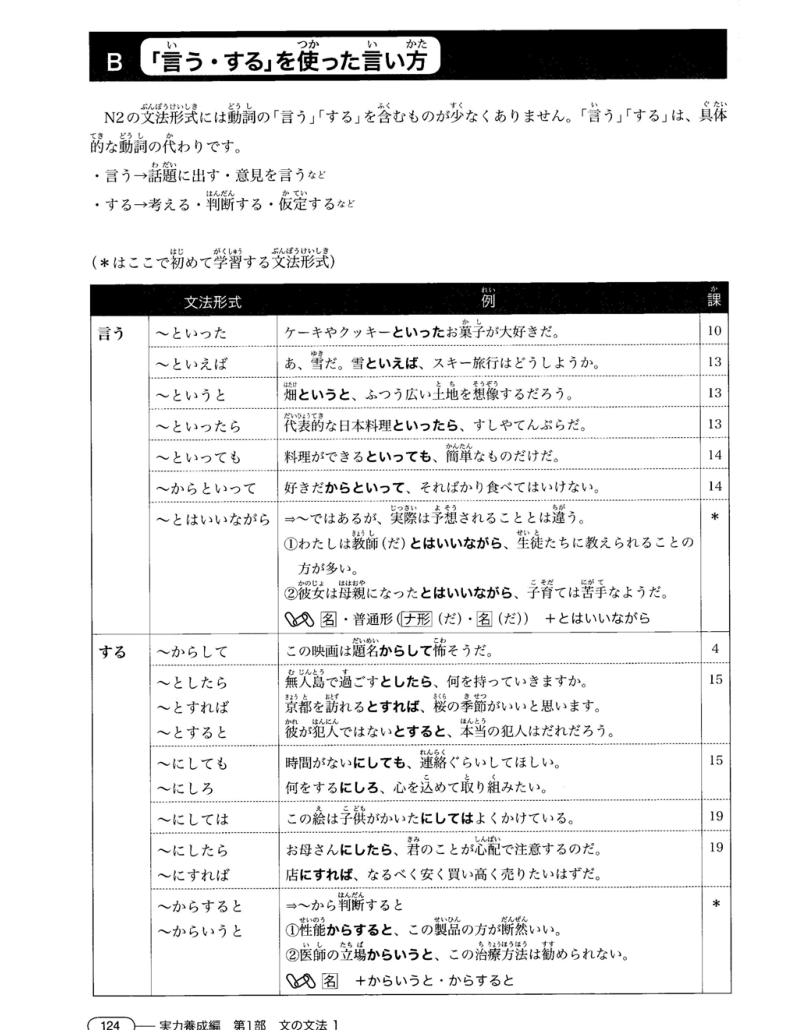 B 「言う・する」を使った言い方
N2の文法形式には動詞の「言う」「する」を含むものが少なくありません。「言う」「する」は、具体
的な動詞の代わりです。
・言う→話題に出す・意見を言うなど
・する→考える・判断する・仮定するなど
(＊はここで初めて学習する文法形式)
文法形式 例 課
言う ～といった ケーキやクッキーといったお菓子が大好きだ。 10
～といえば あ、雪だ。雪といえば、スキー旅行はどうしようか。 13
～というと 畑というと、ふつう広い土地を想像するだろう。 13
～といったら 代表的な日本料理といったら、すしやてんぷらだ。 13
～といっても 料理ができるといっても、簡単なものだけだ。 14
～からといって 好きだからといって、そればかり食べてはいけない。 14
～とはいいながら ⇒～ではあるが、実際は予想されることとは違う。 ＊
①わたしは教師(だ)とはいいながら、生徒たちに教えられることの
方が多い。
②彼女は母親になったとはいいながら、子育ては苦手なようだ。
名・普通形(ナ形(だ)・名(だ)) ＋とはいいながら
する ～からして この映画は題名からして怖そうだ。 4
～としたら 無人島で過ごすとしたら、何を持っていきますか。 15
～とすれば 京都を訪れるとすれば、桜の季節がいいと思います。
～とすると 彼が犯人ではないとすると、本当の犯人はだれだろう。
～にしても 時間がないにしても、連絡ぐらいしてほしい。 15
～にしろ 何をするにしろ、心を込めて取り組みたい。
～にしては この絵は子供がかいたにしてはよくかけている。 19
～にしたら お母さんにしたら、君のことが心配で注意するのだ。 19
～にすれば 店にすれば、なるべく安く買い高く売りたいはずだ。
～からすると ⇒～から判断すると ＊
～からいうと ①性能からすると、この製品の方が断然いい。
②医師の立場からいうと、この治療方法は勧められない。
名 ＋からいうと・からすると
124 実力養成編 第1部 文の文法 1